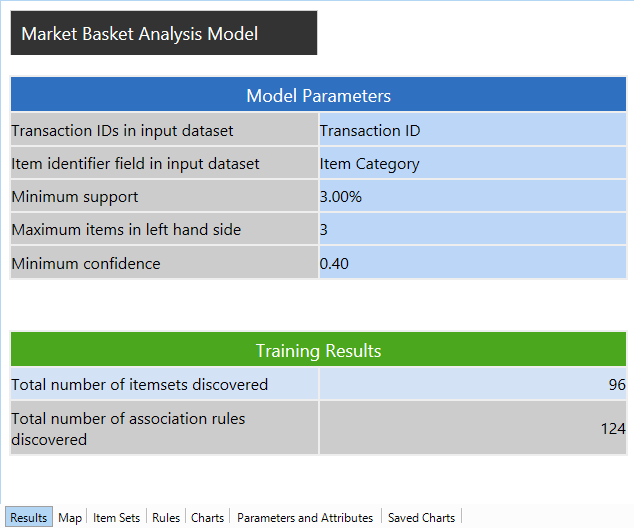 Market Basket Analysis Model
Model Parameters
Transaction IDs in input dataset Transaction ID
Item identifier field in input dataset Item Category
Minimum support 3.00%
Maximum items in left hand side 3
Minimum confidence 0.40
Training Results
Total number of itemsets discovered 96
Total number of association rules
discovered 124
Results Map Item Sets Rules Charts Parameters and Attributes Saved Charts